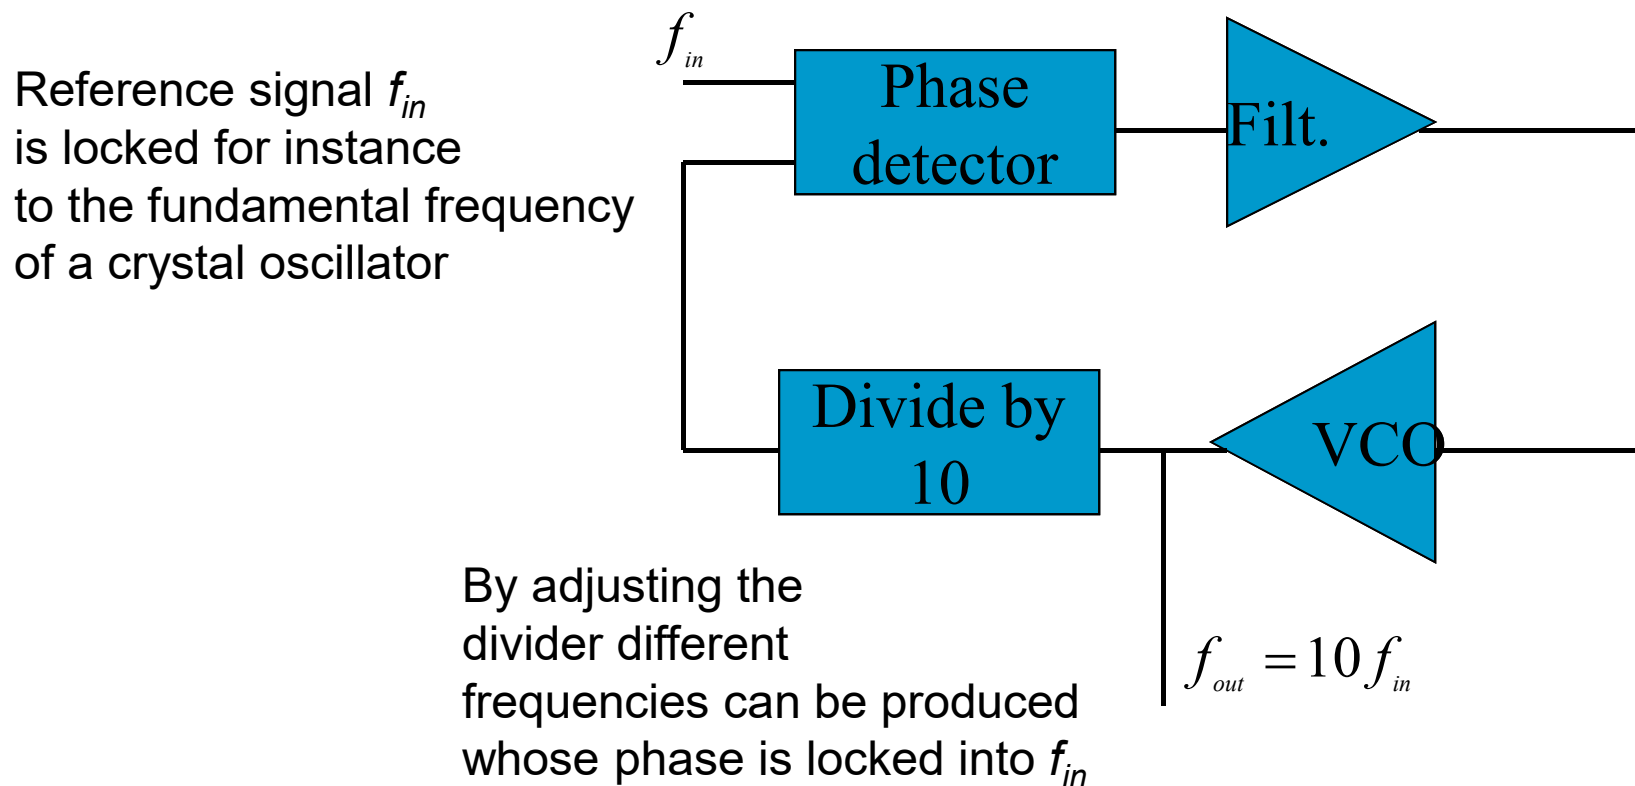 Reference signal f_in
is locked for instance
to the fundamental frequency
of a crystal oscillator
f_in
Phase
detector
Filt.
Divide by
10
VCO
f_out = 10 f_in
By adjusting the
divider different
frequencies can be produced
whose phase is locked into f_in